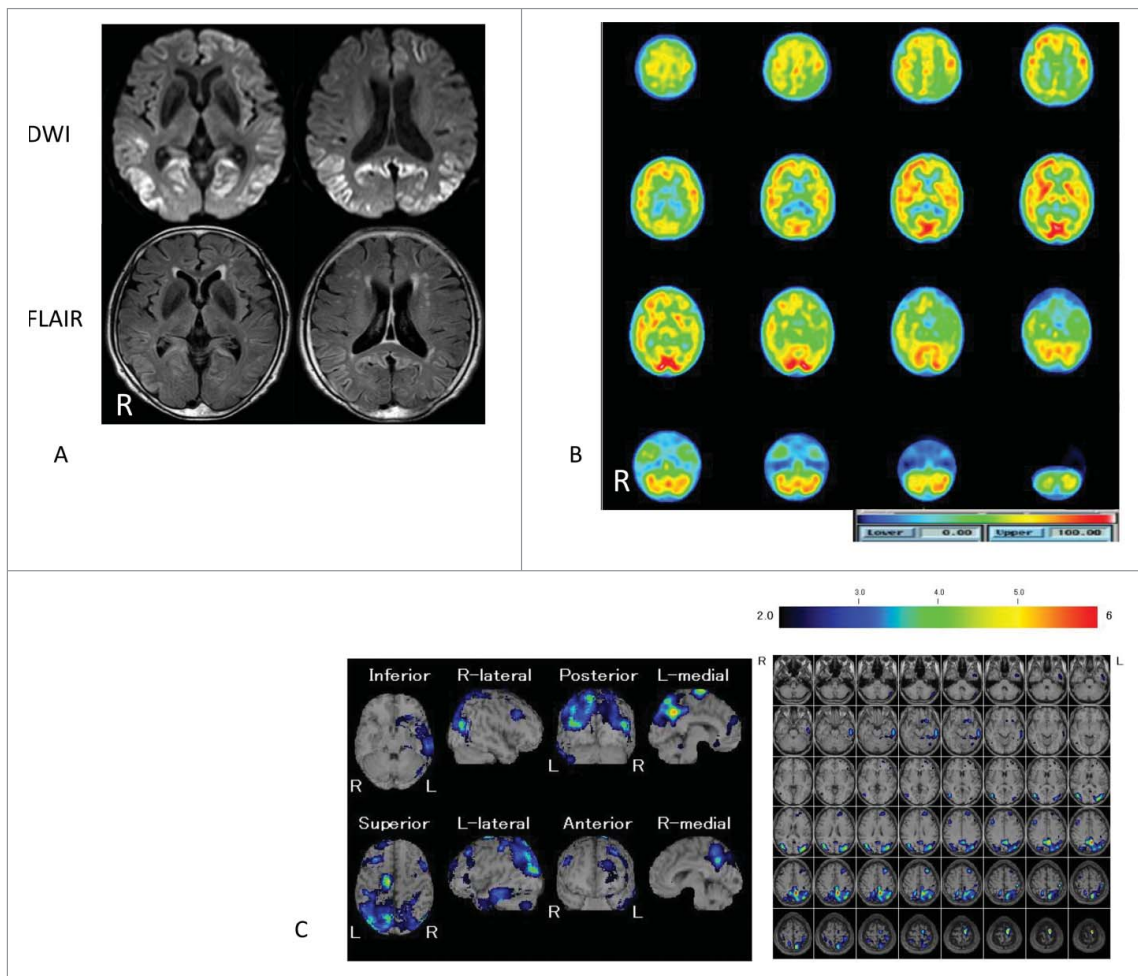 DWI
FLAIR
R
A
B
R
Lower 0.00 Upper 100.00
3.0 4.0 5.0
2.0 6
R L
Inferior R-lateral Posterior L-medial
R L L R
Superior L-lateral Anterior R-medial
L R R L
C